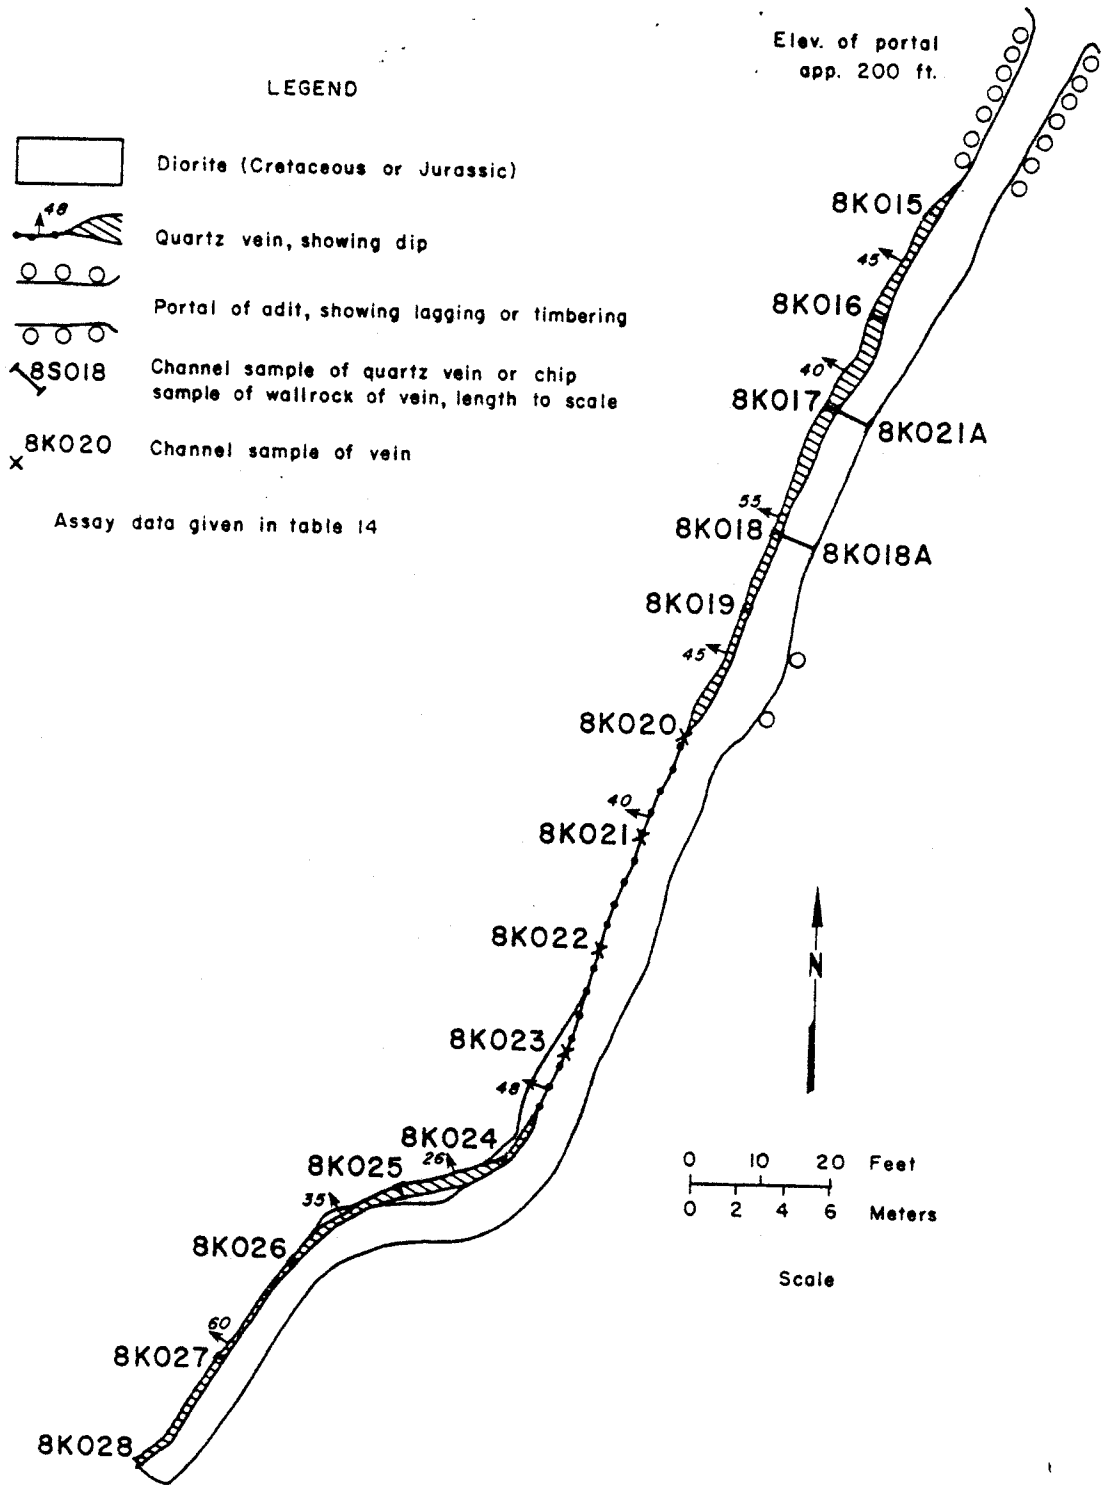 Elev. of portal
app. 200 ft.
LEGEND
Diorite (Cretaceous or Jurassic)
48
Quartz vein, showing dip
Portal of adit, showing lagging or timbering
8S018
Channel sample of quartz vein or chip
sample of wallrock of vein, length to scale
8K020
Channel sample of vein
Assay data given in table 14
8K015
45
8K016
40
8K017
8K021A
55
8K018
8K018A
8K019
45
8K020
40
8K021
8K022
N
8K023
48
8K024
26
8K025
35
8K026
60
8K027
8K028
0 10 20 Feet
0 2 4 6 Meters
Scale